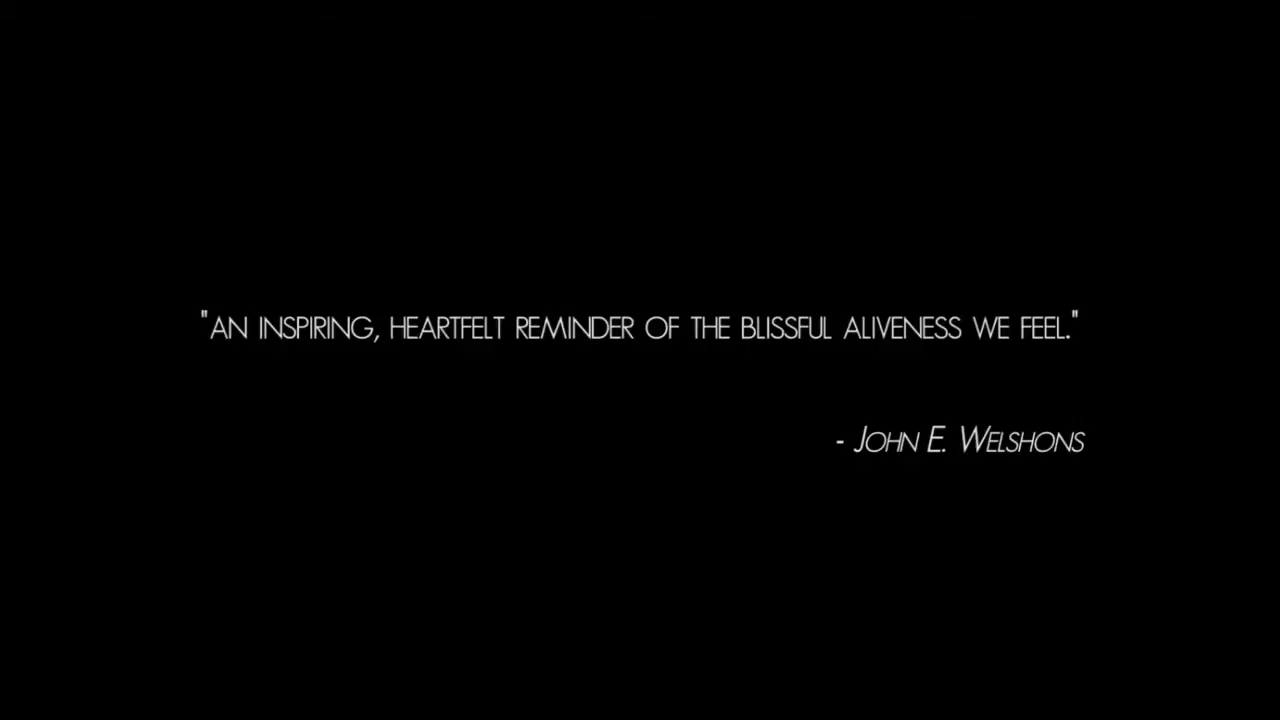 "AN INSPIRING, HEARTFELT REMINDER OF THE BLISSFUL ALIVENESS WE FEEL."
- JOHN E. WELSHONS